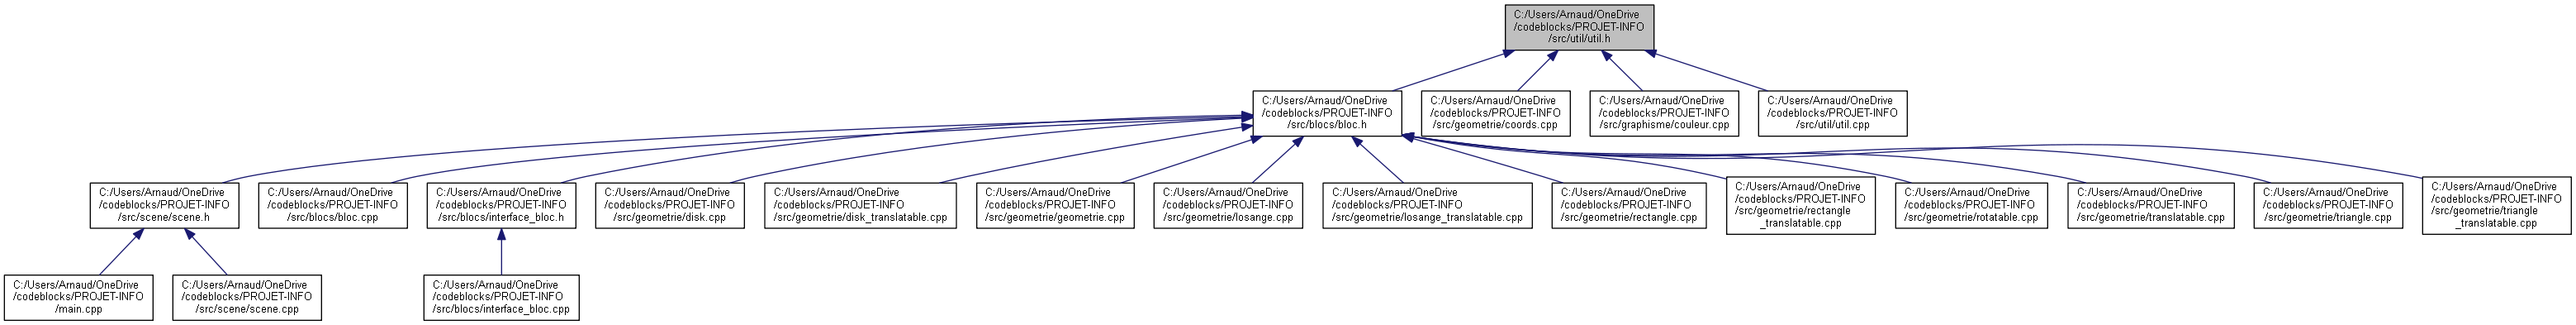 C:/Users/Arnaud/OneDrive
/codeblocks/PROJET-INFO
/src/util/util.h
C:/Users/Arnaud/OneDrive
/codeblocks/PROJET-INFO
/src/blocs/bloc.h
C:/Users/Arnaud/OneDrive
/codeblocks/PROJET-INFO
/src/geometrie/coords.cpp
C:/Users/Arnaud/OneDrive
/codeblocks/PROJET-INFO
/src/graphisme/couleur.cpp
C:/Users/Arnaud/OneDrive
/codeblocks/PROJET-INFO
/src/util/util.cpp
C:/Users/Arnaud/OneDrive
/codeblocks/PROJET-INFO
/src/scene/scene.h
C:/Users/Arnaud/OneDrive
/codeblocks/PROJET-INFO
/src/blocs/bloc.cpp
C:/Users/Arnaud/OneDrive
/codeblocks/PROJET-INFO
/src/blocs/interface_bloc.h
C:/Users/Arnaud/OneDrive
/codeblocks/PROJET-INFO
/src/geometrie/disk.cpp
C:/Users/Arnaud/OneDrive
/codeblocks/PROJET-INFO
/src/geometrie/disk_translatable.cpp
C:/Users/Arnaud/OneDrive
/codeblocks/PROJET-INFO
/src/geometrie/geometrie.cpp
C:/Users/Arnaud/OneDrive
/codeblocks/PROJET-INFO
/src/geometrie/losange.cpp
C:/Users/Arnaud/OneDrive
/codeblocks/PROJET-INFO
/src/geometrie/losange_translatable.cpp
C:/Users/Arnaud/OneDrive
/codeblocks/PROJET-INFO
/src/geometrie/rectangle.cpp
C:/Users/Arnaud/OneDrive
/codeblocks/PROJET-INFO
/src/geometrie/rectangle
_translatable.cpp
C:/Users/Arnaud/OneDrive
/codeblocks/PROJET-INFO
/src/geometrie/rotatable.cpp
C:/Users/Arnaud/OneDrive
/codeblocks/PROJET-INFO
/src/geometrie/translatable.cpp
C:/Users/Arnaud/OneDrive
/codeblocks/PROJET-INFO
/src/geometrie/triangle.cpp
C:/Users/Arnaud/OneDrive
/codeblocks/PROJET-INFO
/src/geometrie/triangle
_translatable.cpp
C:/Users/Arnaud/OneDrive
/codeblocks/PROJET-INFO
/main.cpp
C:/Users/Arnaud/OneDrive
/codeblocks/PROJET-INFO
/src/scene/scene.cpp
C:/Users/Arnaud/OneDrive
/codeblocks/PROJET-INFO
/src/blocs/interface_bloc.cpp